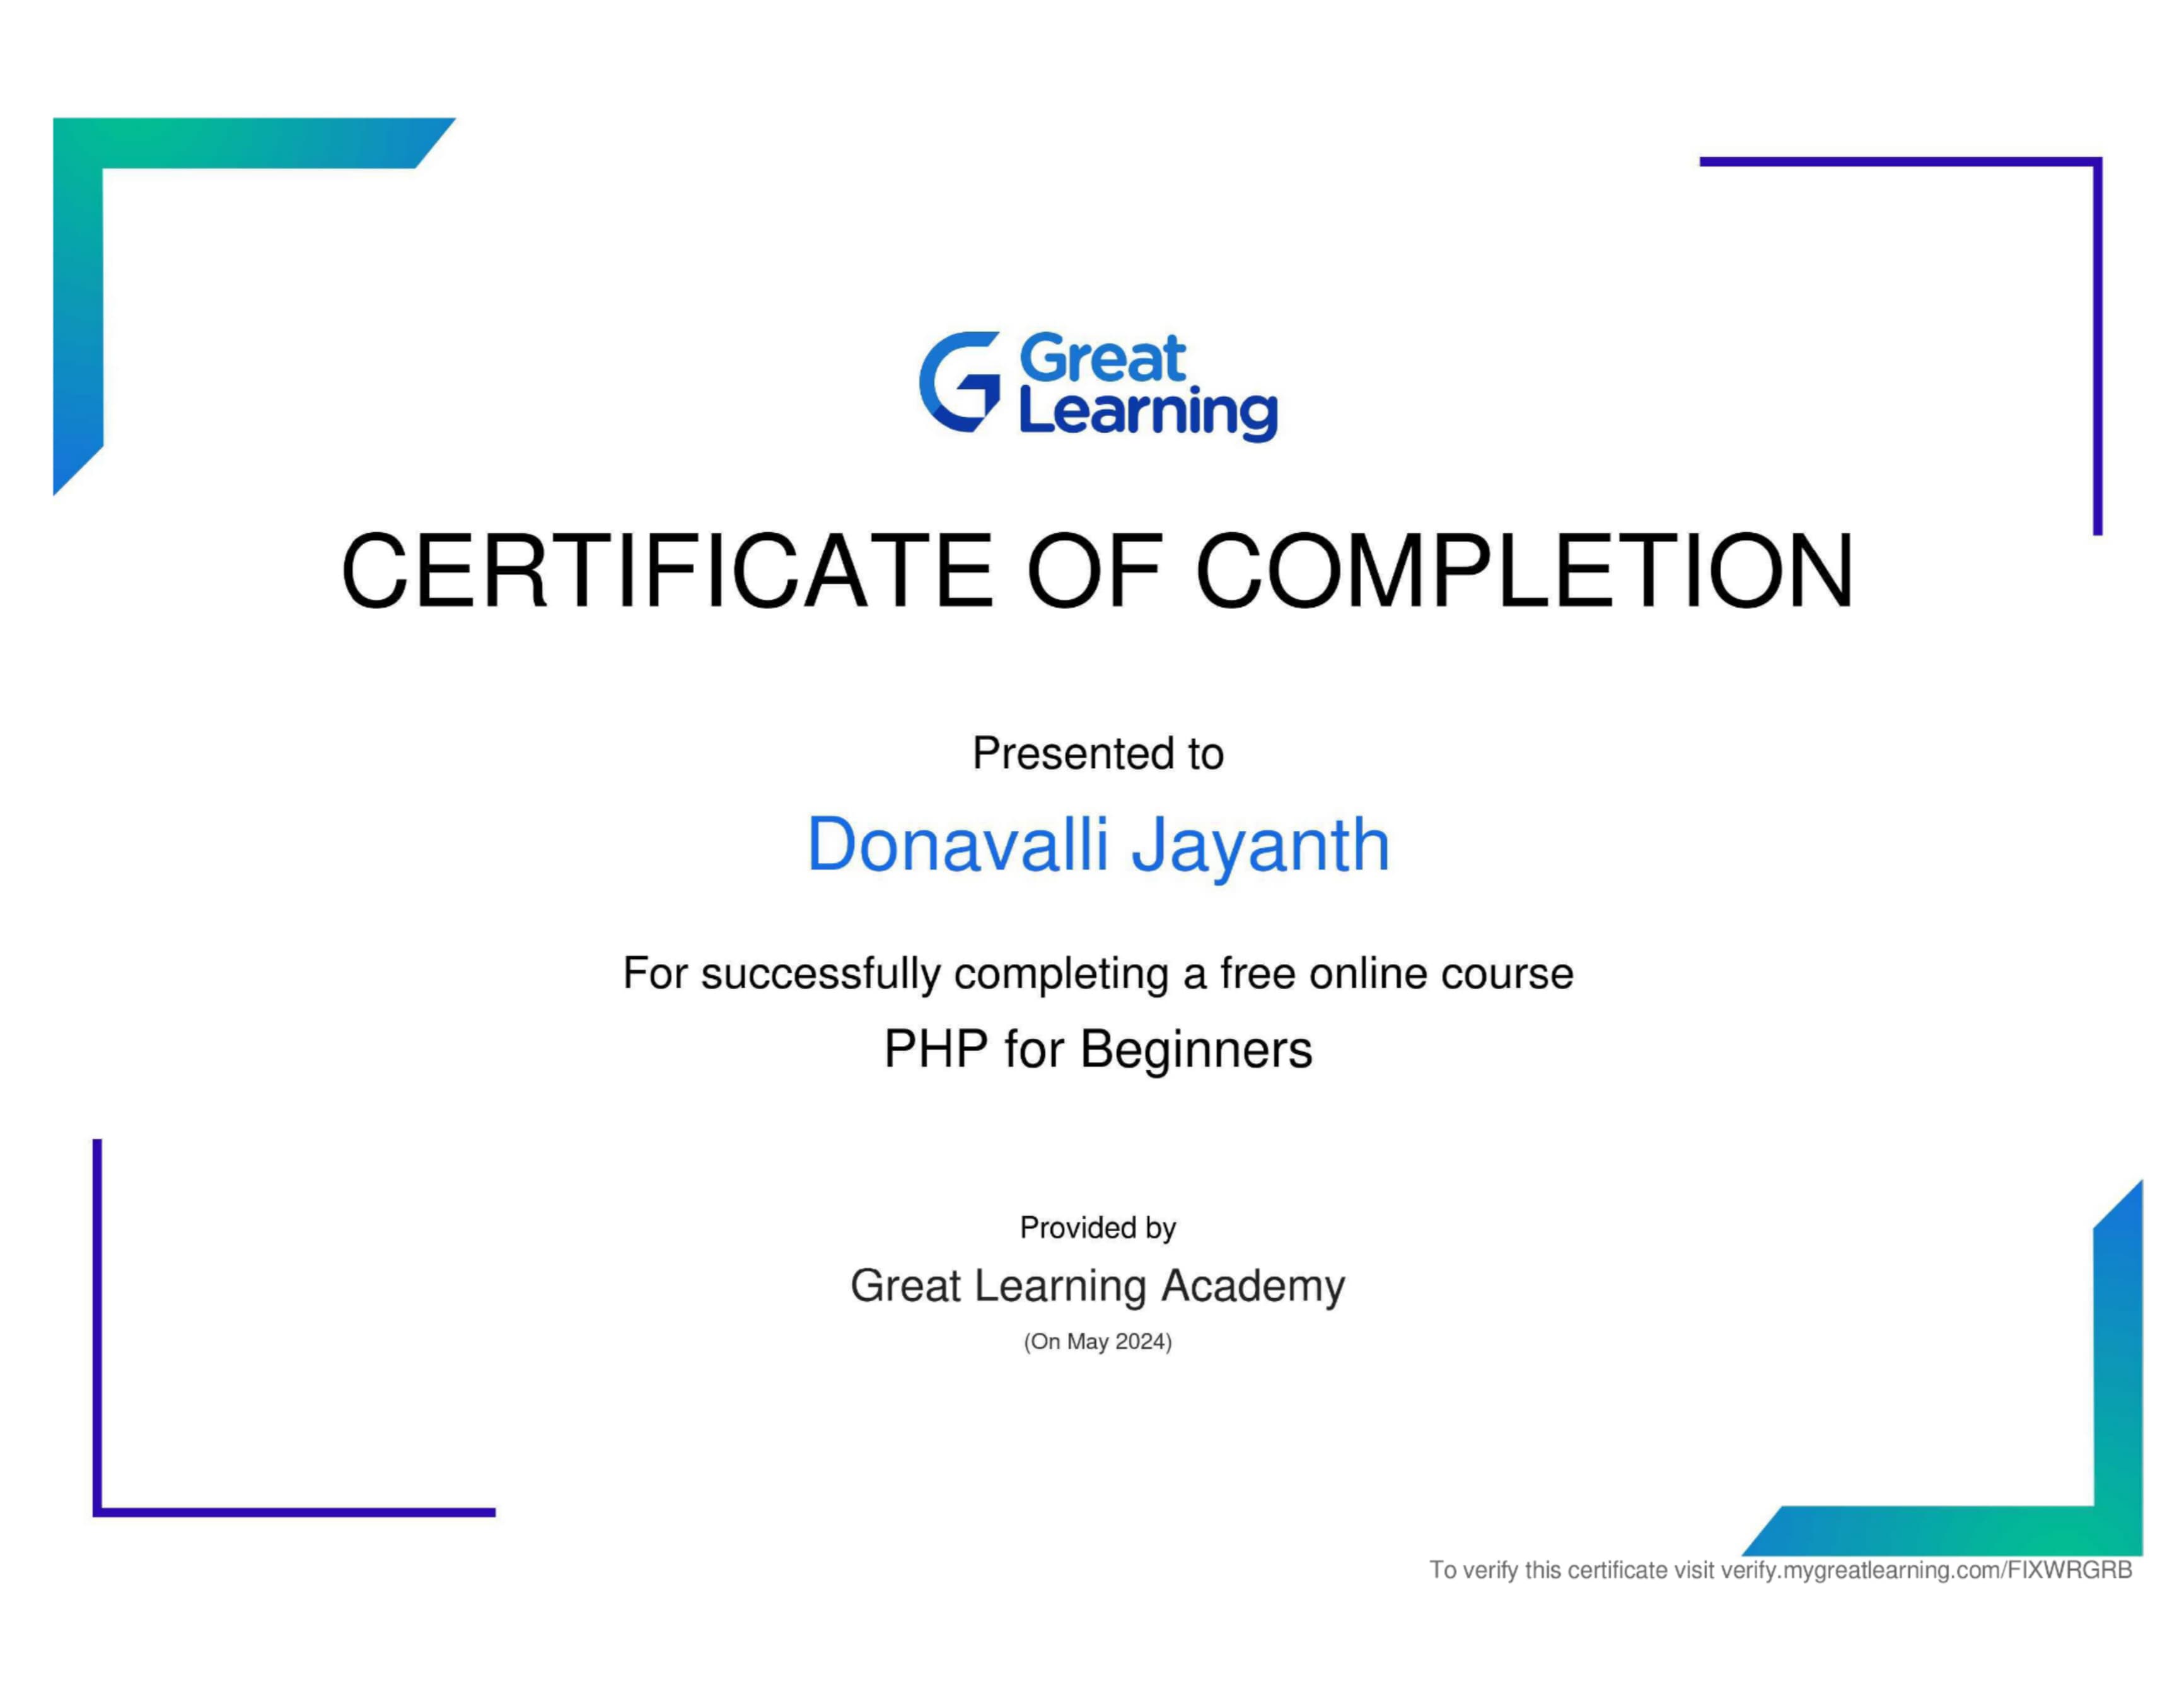 Great
Learning
CERTIFICATE OF COMPLETION
Presented to
Donavalli Jayanth
For successfully completing a free online course
PHP for Beginners
Provided by
Great Learning Academy
(On May 2024)
To verify this certificate visit verify.mygreatlearning.com/FIXWRGRB